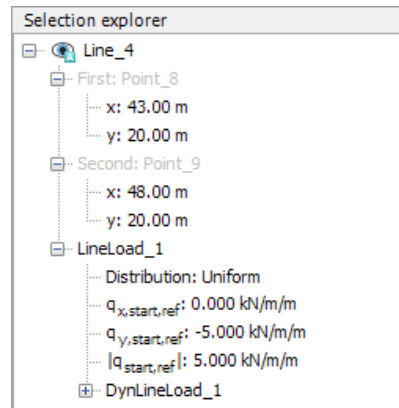 Selection explorer
Line_4
First: Point_8
x: 43.00 m
y: 20.00 m
Second: Point_9
x: 48.00 m
y: 20.00 m
LineLoad_1
Distribution: Uniform
qx,start,ref: 0.000 kN/m/m
qy,start,ref: -5.000 kN/m/m
|qstart,ref|: 5.000 kN/m/m
DynLineLoad_1